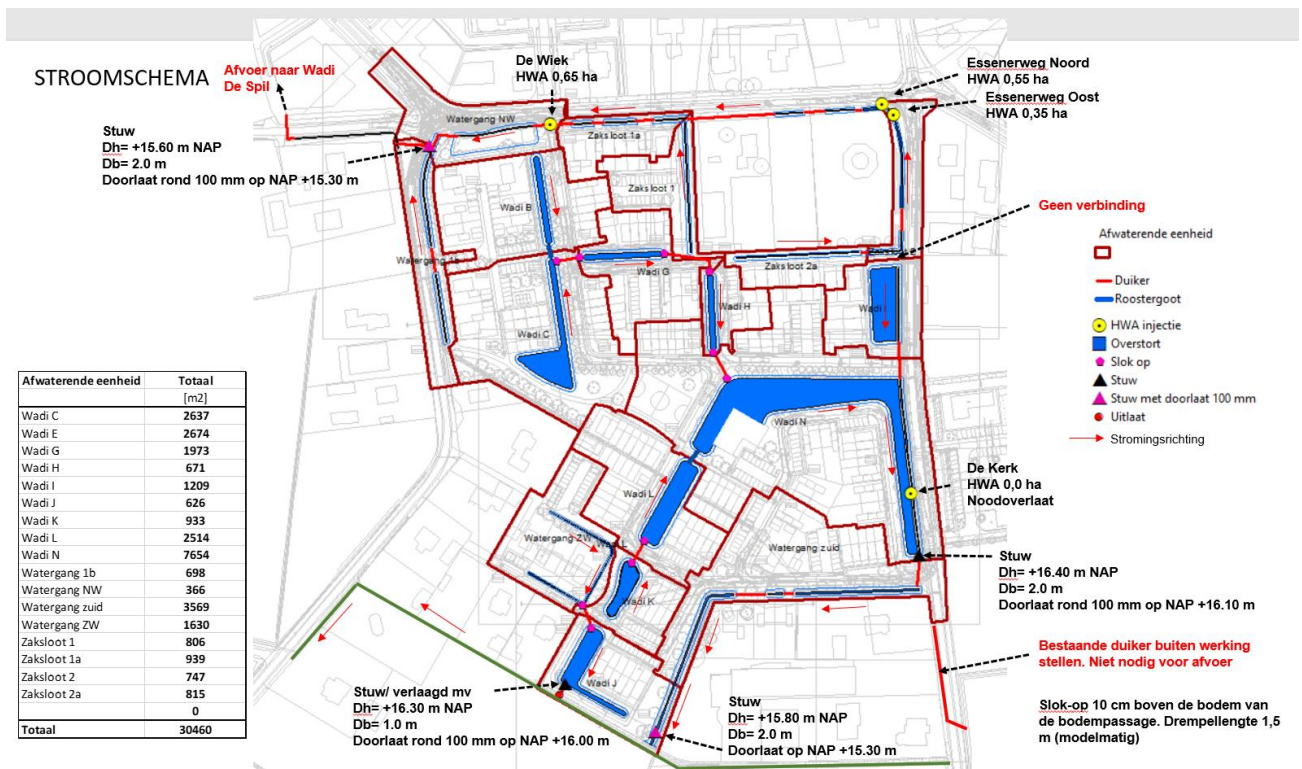 STROOMSCHEMA
Afvoer naar Wadi
De Spil
De Wiek
HWA 0,65 ha
Essenerweg Noord
HWA 0,55 ha
Essenerweg Oost
HWA 0,35 ha
Stuw
Dh= +15.60 m NAP
Db= 2.0 m
Doorlaat rond 100 mm op NAP +15.30 m
Watergang NW
Zaksloot 1a
Zaksloot 1
Wadi B
Geen verbinding
Watergang 1b
Wadi G
Zaksloot 2a
Wadi H
Wadi C
Afwaterende eenheid
Duiker
Roostergoot
HWA injectie
Overstort
Slok op
Stuw
Stuw met doorlaat 100 mm
Uitlaat
Stromingsrichting
Afwaterende eenheid Totaal
[m2]
Wadi C 2637
Wadi E 2674
Wadi G 1973
Wadi H 671
Wadi I 1209
Wadi J 626
Wadi K 933
Wadi L 2514
Wadi N 7654
Watergang 1b 698
Watergang NW 366
Watergang zuid 3569
Watergang ZW 1630
Zaksloot 1 806
Zaksloot 1a 939
Zaksloot 2 747
Zaksloot 2a 815
0
Totaal 30460
Wadi N
Wadi L
De Kerk
HWA 0,0 ha
Noodoverlaat
Watergang ZW
Watergang zuid
Wadi K
Wadi J
Stuw
Dh= +16.40 m NAP
Db= 2.0 m
Doorlaat rond 100 mm op NAP +16.10 m
Bestaande duiker buiten werking
stellen. Niet nodig voor afvoer
Stuw/ verlaagd mv
Dh= +16.30 m NAP
Db= 1.0 m
Doorlaat rond 100 mm op NAP +16.00 m
Stuw
Dh= +15.80 m NAP
Db= 2.0 m
Doorlaat op NAP +15.30 m
Slok-op 10 cm boven de bodem van
de bodempassage. Drempellengte 1,5
m (modelmatig)